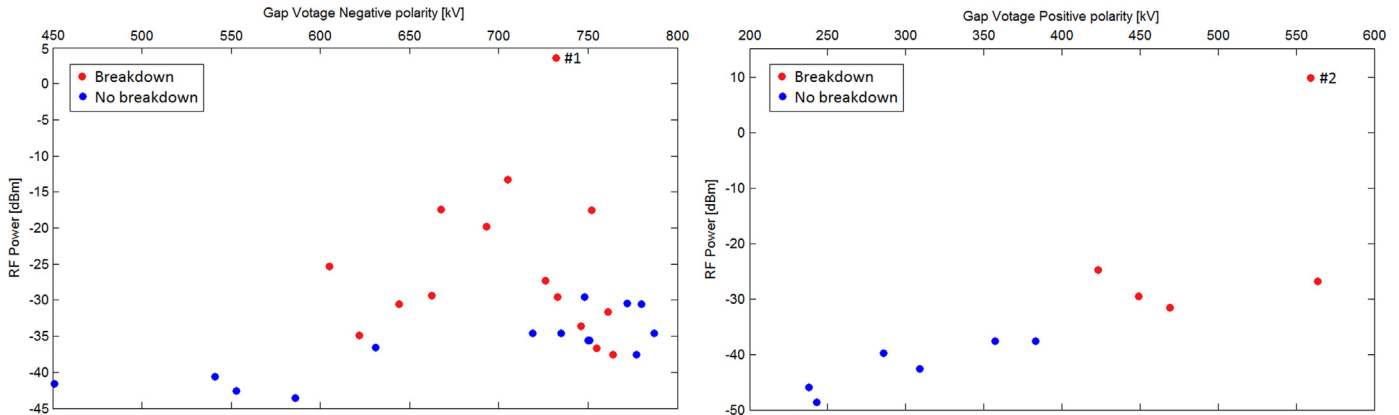 Gap Votage Negative polarity [kV]
450 500 550 600 650 700 750 800
5
0
-5
-10
-15
-20
-25
-30
-35
-40
-45
RF Power [dBm]
Breakdown
No breakdown
#1
Gap Votage Positive polarity [kV]
200 250 300 350 400 450 500 550 600
10
0
-10
-20
-30
-40
-50
RF Power [dBm]
Breakdown
No breakdown
#2